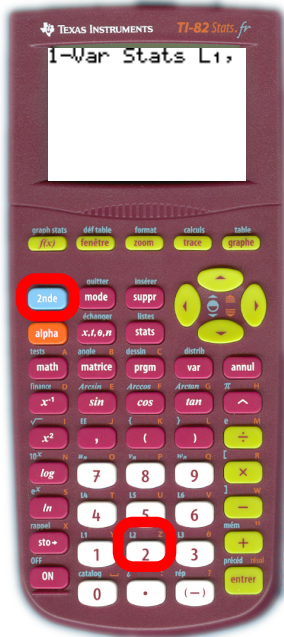 TEXAS INSTRUMENTS TI-82 Stats.fr
1-Var Stats L1,
graph stats déf table format calculs table
f(x) fenêtre zoom trace graphe
quitter insérer
2nde mode suppr
échanger listes
alpha x,t,θ,n stats
tests A angle B dessin C distrib
math matrice prgm var annul
finance D Arcsin E Arccos F Arctan G π H
x⁻¹ sin cos tan ^
√ I EE J { K } L e M
x² , ( ) ÷
10ˣ N uₙ O vₙ P wₙ Q [ R
log 7 8 9 ×
eˣ S L4 T L5 U L6 V ] W
ln 4 5 6 −
rappel X L1 Y L2 Z L3 θ mém "
sto→ 1 2 3 +
OFF catalog : rép ? précéd résol
ON 0 . (−) entrer